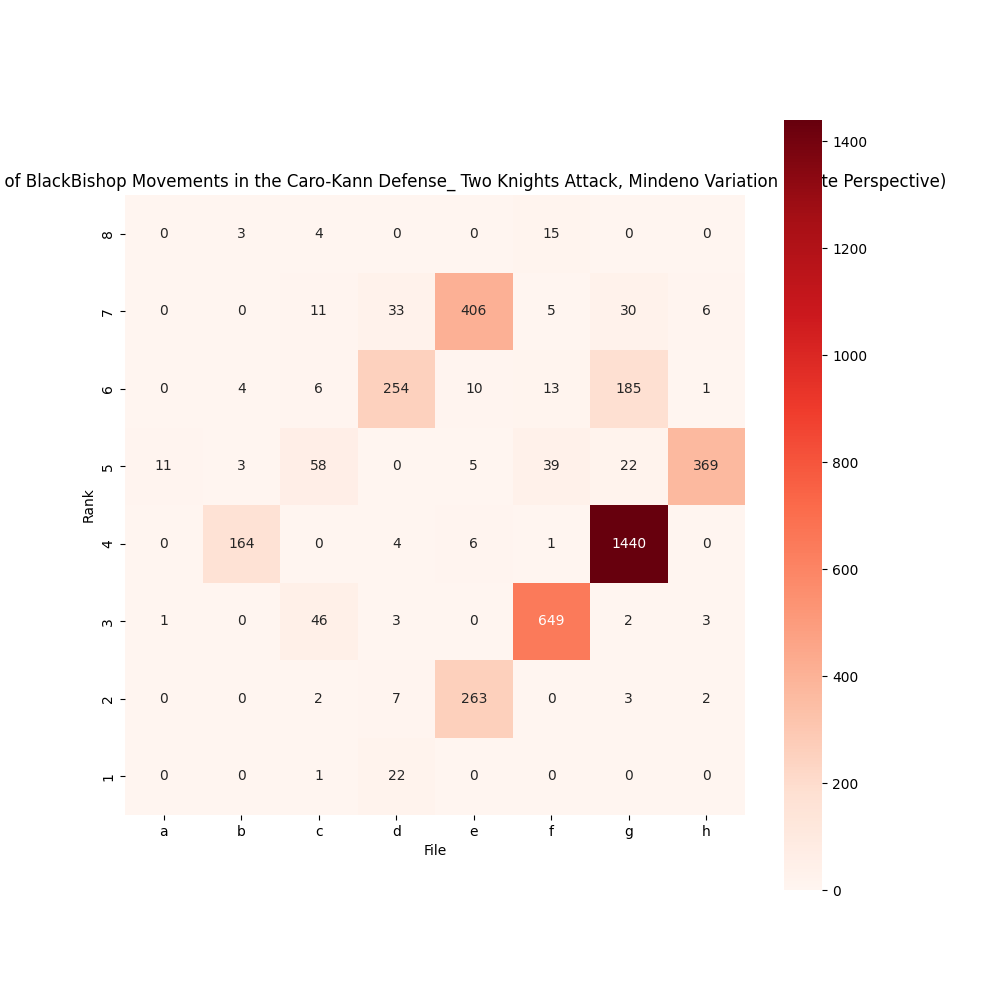 1400
of BlackBishop Movements in the Caro-Kann Defense_ Two Knights Attack, Mindeno Variation te Perspective)
8 0 3 4 0 0 15 0 0
1200
7 0 0 11 33 406 5 30 6
1000
6 0 4 6 254 10 13 185 1
800
5 11 3 58 0 5 39 22 369
Rank
4 0 164 0 4 6 1 1440 0
600
3 1 0 46 3 0 649 2 3
400
2 0 0 2 7 263 0 3 2
200
1 0 0 1 22 0 0 0 0
a b c d e f g h
File
0